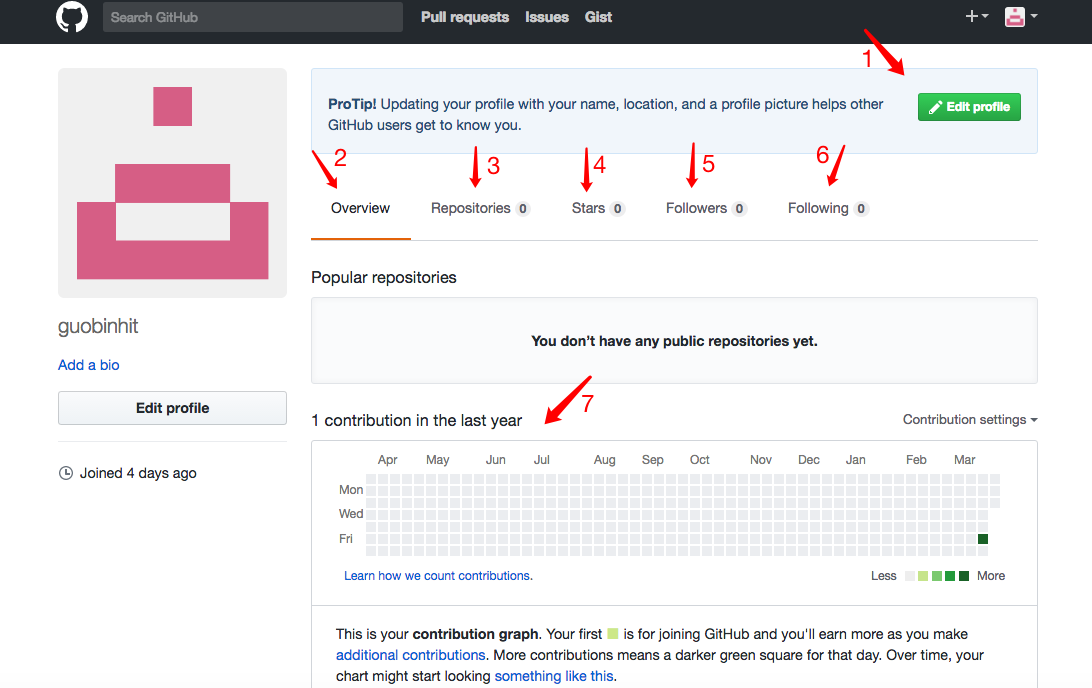 Search GitHub Pull requests Issues Gist
1
ProTip! Updating your profile with your name, location, and a profile picture helps other
GitHub users get to know you.
Edit profile
2 3 4 5 6
Overview Repositories 0 Stars 0 Followers 0 Following 0
Popular repositories
You don’t have any public repositories yet.
guobinhit
Add a bio
Edit profile
Joined 4 days ago
7
1 contribution in the last year Contribution settings
Apr May Jun Jul Aug Sep Oct Nov Dec Jan Feb Mar
Mon
Wed
Fri
Learn how we count contributions. Less More
This is your contribution graph. Your first is for joining GitHub and you'll earn more as you make
additional contributions. More contributions means a darker green square for that day. Over time, your
chart might start looking something like this.